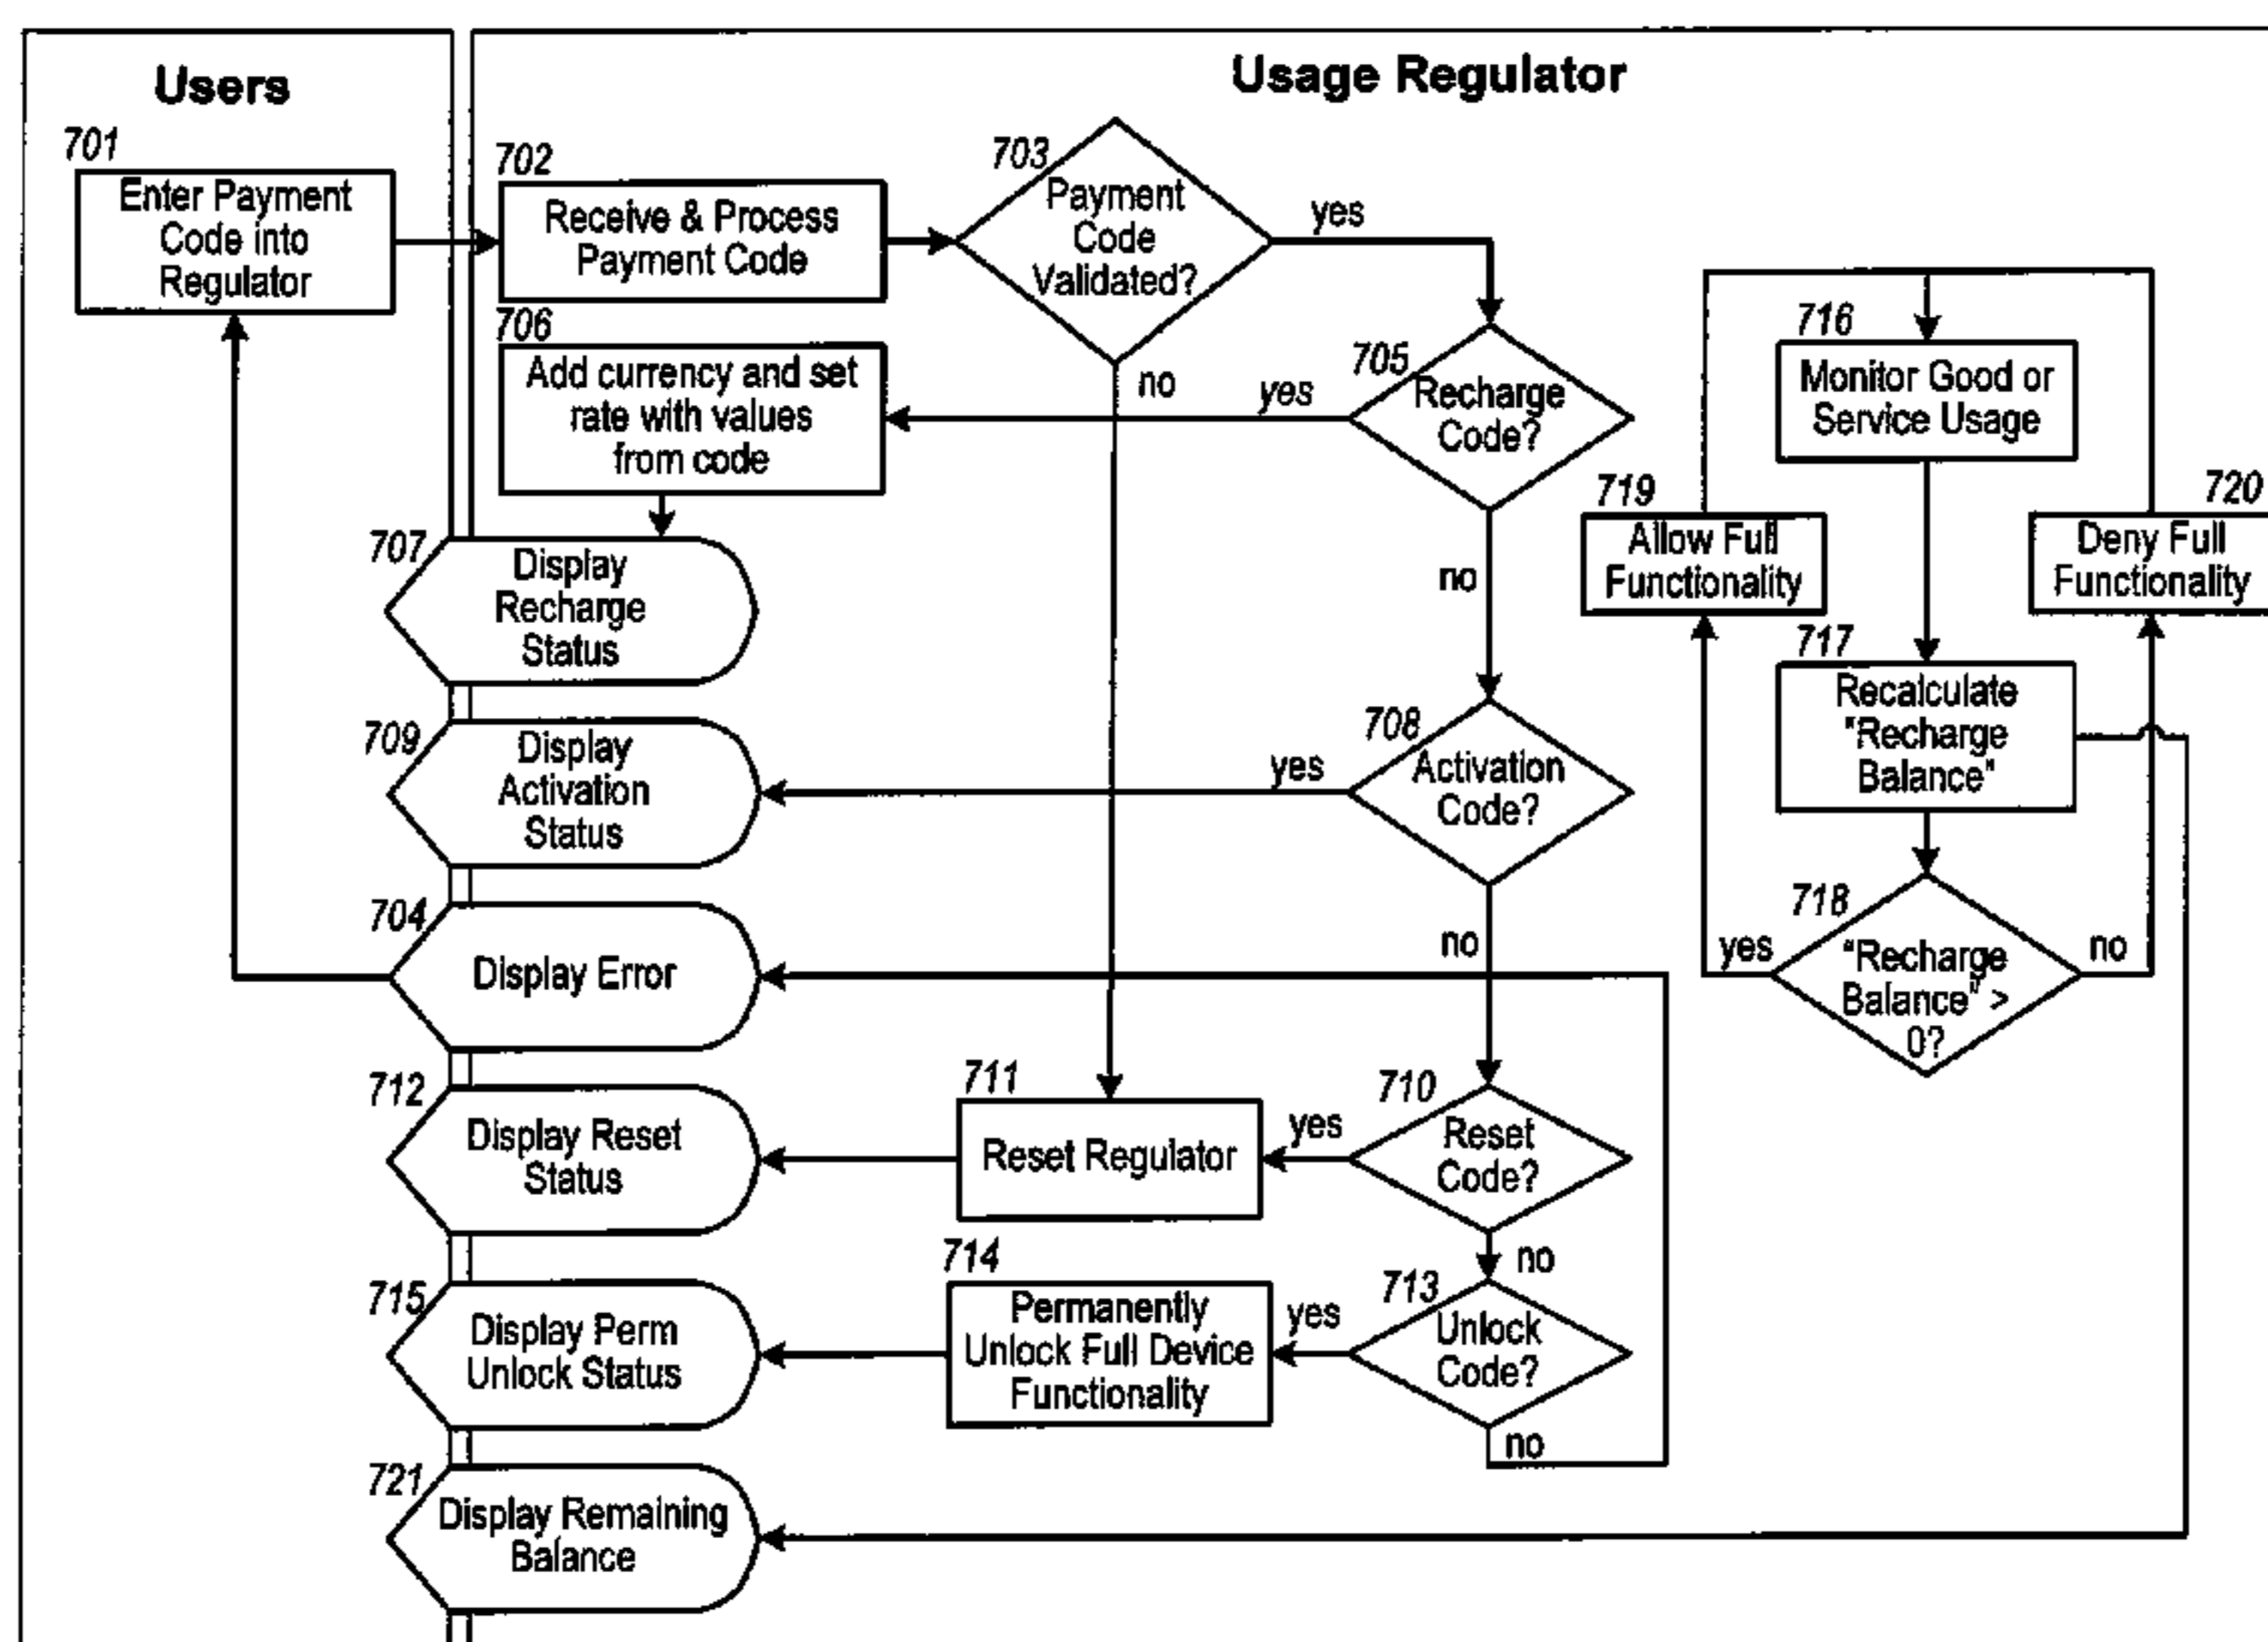 Users
Usage Regulator
701
Enter Payment
Code into
Regulator
702
Receive & Process
Payment Code
703
Payment
Code
Validated?
yes
no
706
Add currency and set
rate with values
from code
yes
705
Recharge
Code?
no
716
Monitor Good or
Service Usage
719
Allow Full
Functionality
720
Deny Full
Functionality
707
Display
Recharge
Status
717
Recalculate
"Recharge
Balance"
709
Display
Activation
Status
yes
708
Activation
Code?
no
718
"Recharge
Balance" >
0?
yes
no
704
Display Error
712
Display Reset
Status
711
Reset Regulator
yes
710
Reset
Code?
no
715
Display Perm
Unlock Status
714
Permanently
Unlock Full Device
Functionality
yes
713
Unlock
Code?
no
721
Display Remaining
Balance